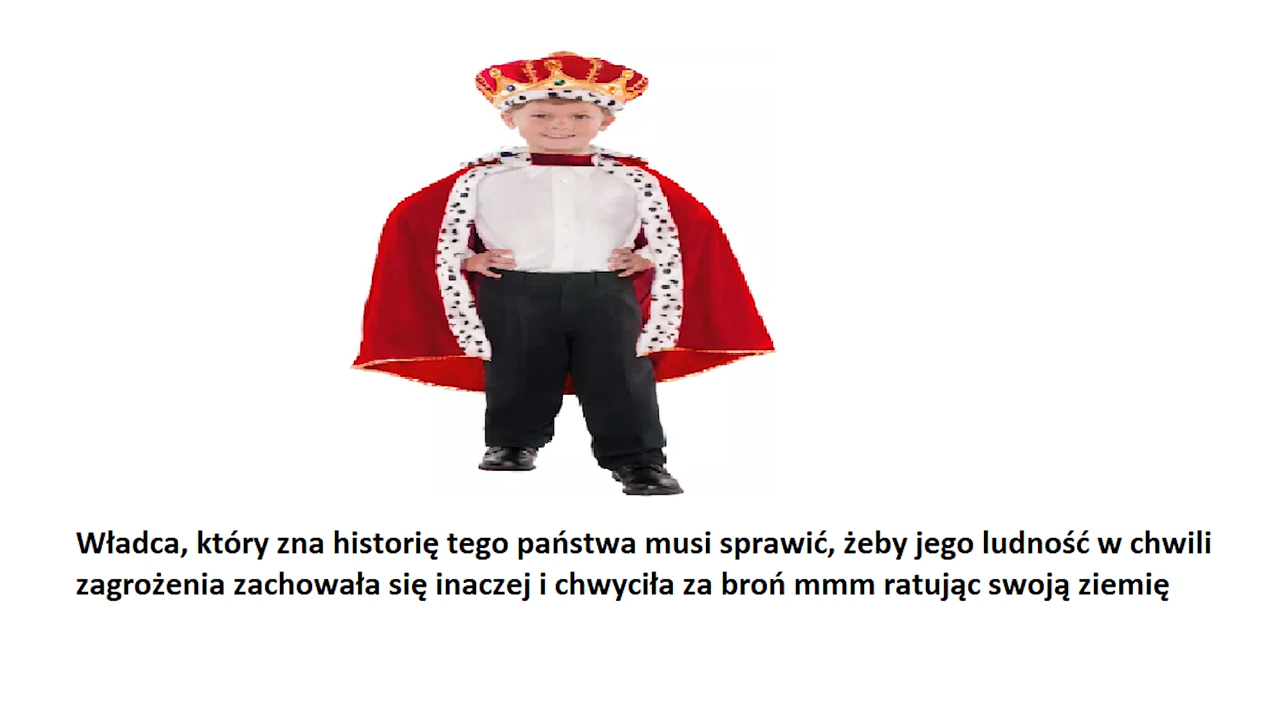 Władca, który zna historię tego państwa musi sprawić, żeby jego ludność w chwili
zagrożenia zachowała się inaczej i chwyciła za broń mmm ratując swoją ziemię